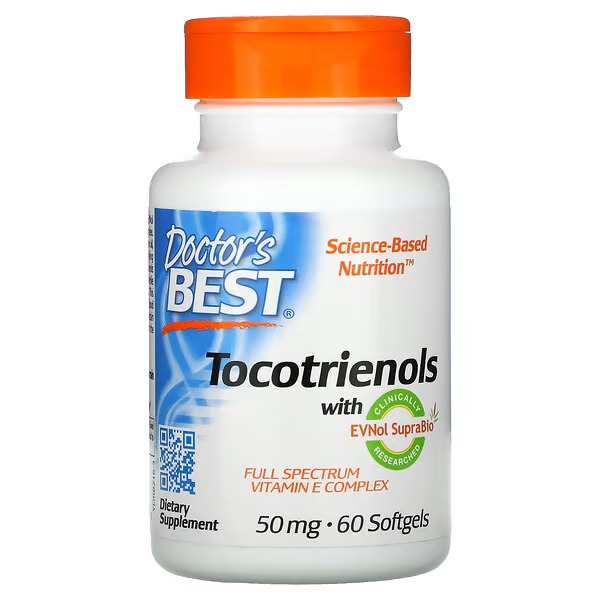 Doctor's
BEST®
Science-Based
Nutrition™
Tocotrienols
with
CLINICALLY
EVNol SupraBio
RESEARCHED
FULL SPECTRUM
VITAMIN E COMPLEX
Dietary
Supplement
50 mg • 60 Softgels